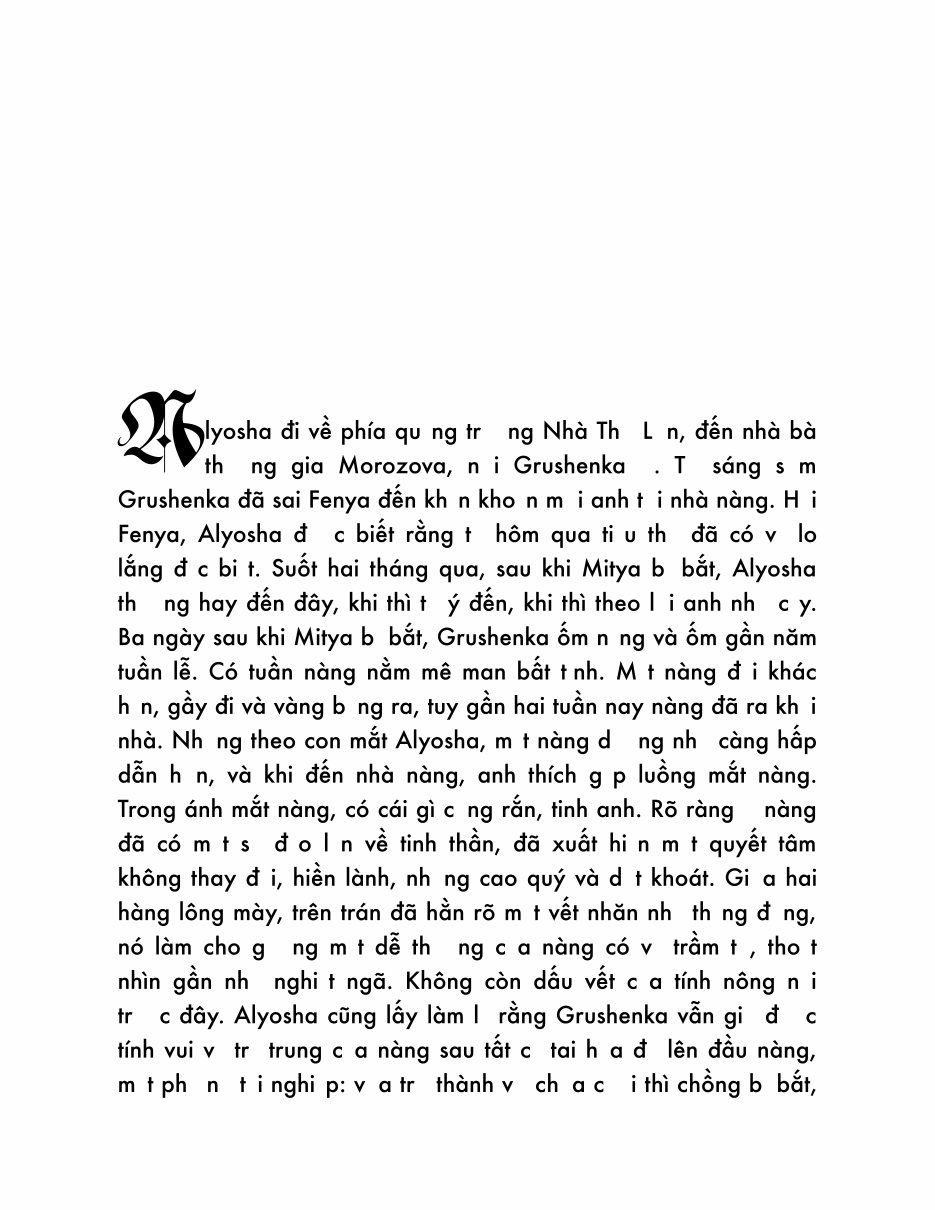 Alyosha đi về phía qu ng tr ng Nhà Th L n, đến nhà bà
th ng gia Morozova, n i Grushenka . T sáng s m
Grushenka đã sai Fenya đến kh n kho n m i anh t i nhà nàng. H i
Fenya, Alyosha đ c biết rằng t hôm qua ti u th đã có v lo
lắng đ c bi t. Suốt hai tháng qua, sau khi Mitya b bắt, Alyosha
th ng hay đến đây, khi thì t ý đến, khi thì theo l i anh nh c y.
Ba ngày sau khi Mitya b bắt, Grushenka ốm n ng và ốm gần năm
tuần lễ. Có tuần nàng nằm mê man bất t nh. M t nàng đ i khác
h n, gầy đi và vàng b ng ra, tuy gần hai tuần nay nàng đã ra kh i
nhà. Nh ng theo con mắt Alyosha, m t nàng d ng nh càng hấp
dẫn h n, và khi đến nhà nàng, anh thích g p luồng mắt nàng.
Trong ánh mắt nàng, có cái gì c ng rắn, tinh anh. Rõ ràng nàng
đã có m t s đ o l n về tinh thần, đã xuất hi n m t quyết tâm
không thay đ i, hiền lành, nh ng cao quý và d t khoát. Gi a hai
hàng lông mày, trên trán đã hằn rõ m t vết nhăn nh th ng đ ng,
nó làm cho g ng m t dễ th ng c a nàng có v trầm t , tho t
nhìn gần nh nghi t ngã. Không còn dấu vết c a tính nông n i
tr c đây. Alyosha cũng lấy làm l rằng Grushenka vẫn gi đ c
tính vui v tr trung c a nàng sau tất c tai h a đ lên đầu nàng,
m t ph n t i nghi p: v a tr thành v ch a c i thì chồng b bắt,